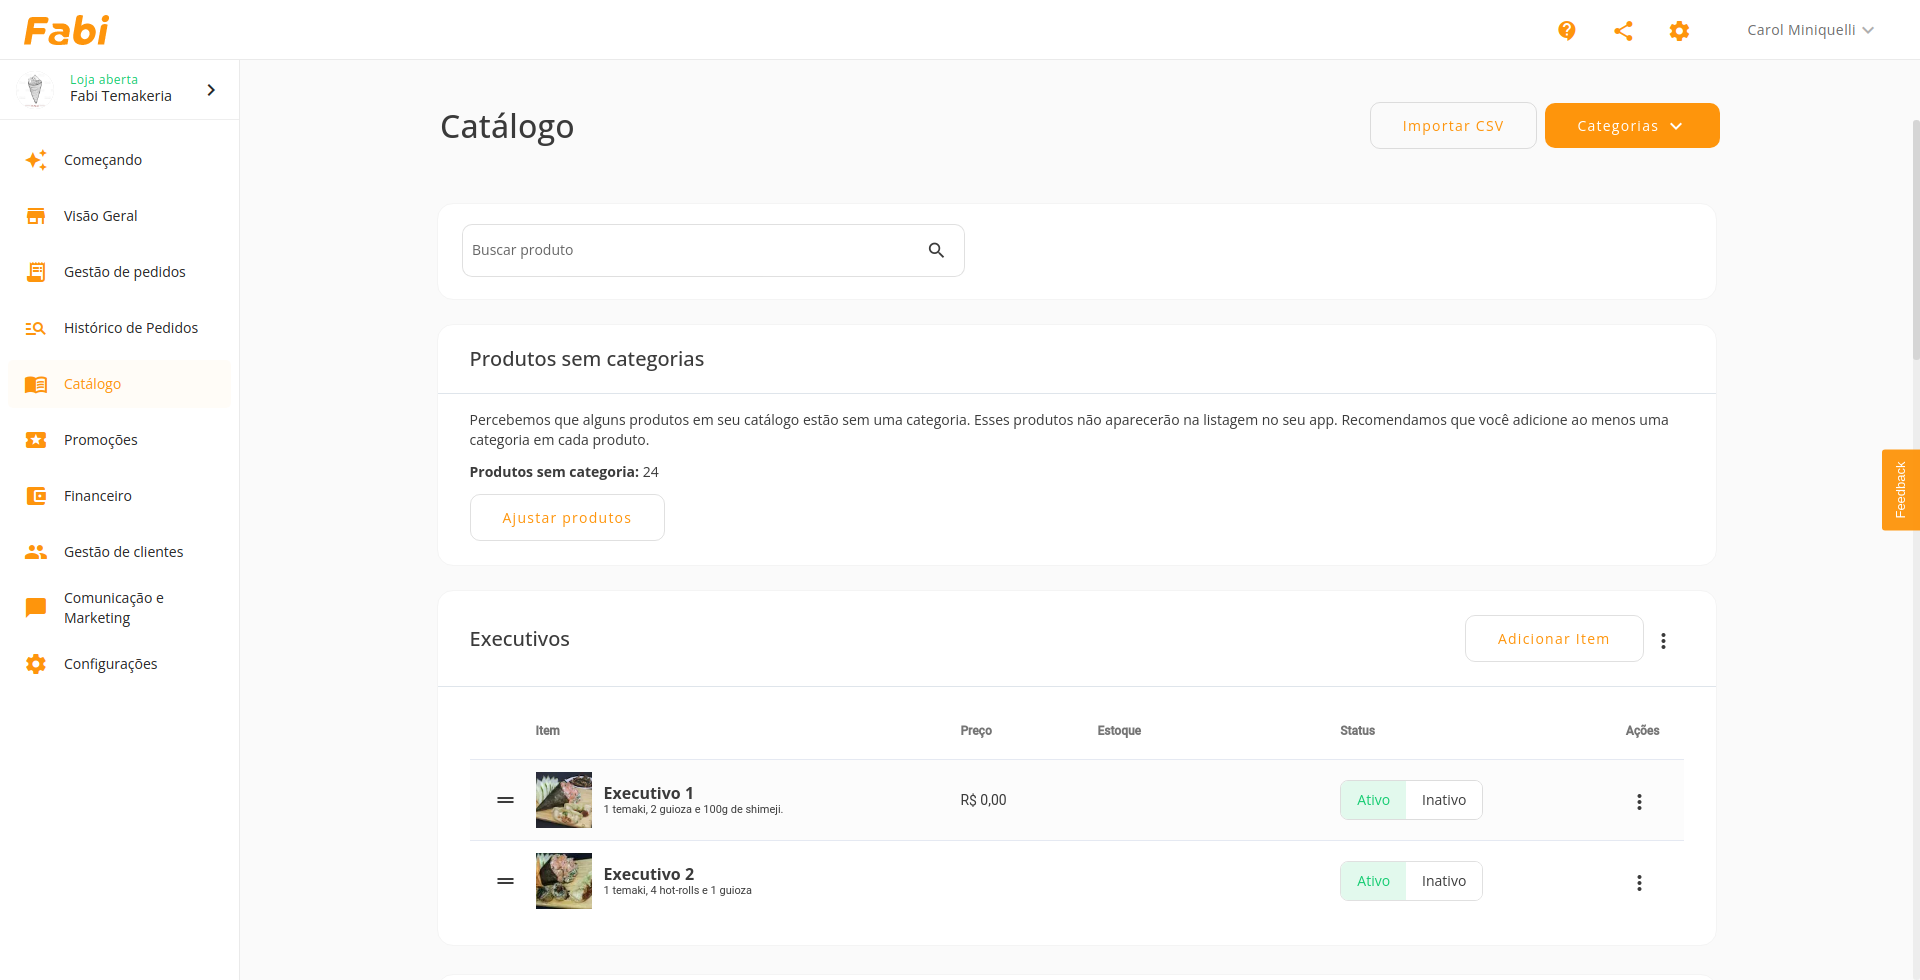 Fabi
Carol Miniquelli
Loja aberta
Fabi Temakeria
Começando
Visão Geral
Gestão de pedidos
Histórico de Pedidos
Catálogo
Promoções
Financeiro
Gestão de clientes
Comunicação e
Marketing
Configurações
Catálogo
Importar CSV
Categorias
Buscar produto
Produtos sem categorias
Percebemos que alguns produtos em seu catálogo estão sem uma categoria. Esses produtos não aparecerão na listagem no seu app. Recomendamos que você adicione ao menos uma
categoria em cada produto.
Produtos sem categoria: 24
Ajustar produtos
Feedback
Executivos
Adicionar Item
Item Preço Estoque Status Ações
Executivo 1
1 temaki, 2 guioza e 100g de shimeji.
R$ 0,00
Ativo Inativo
Executivo 2
1 temaki, 4 hot-rolls e 1 guioza
Ativo Inativo